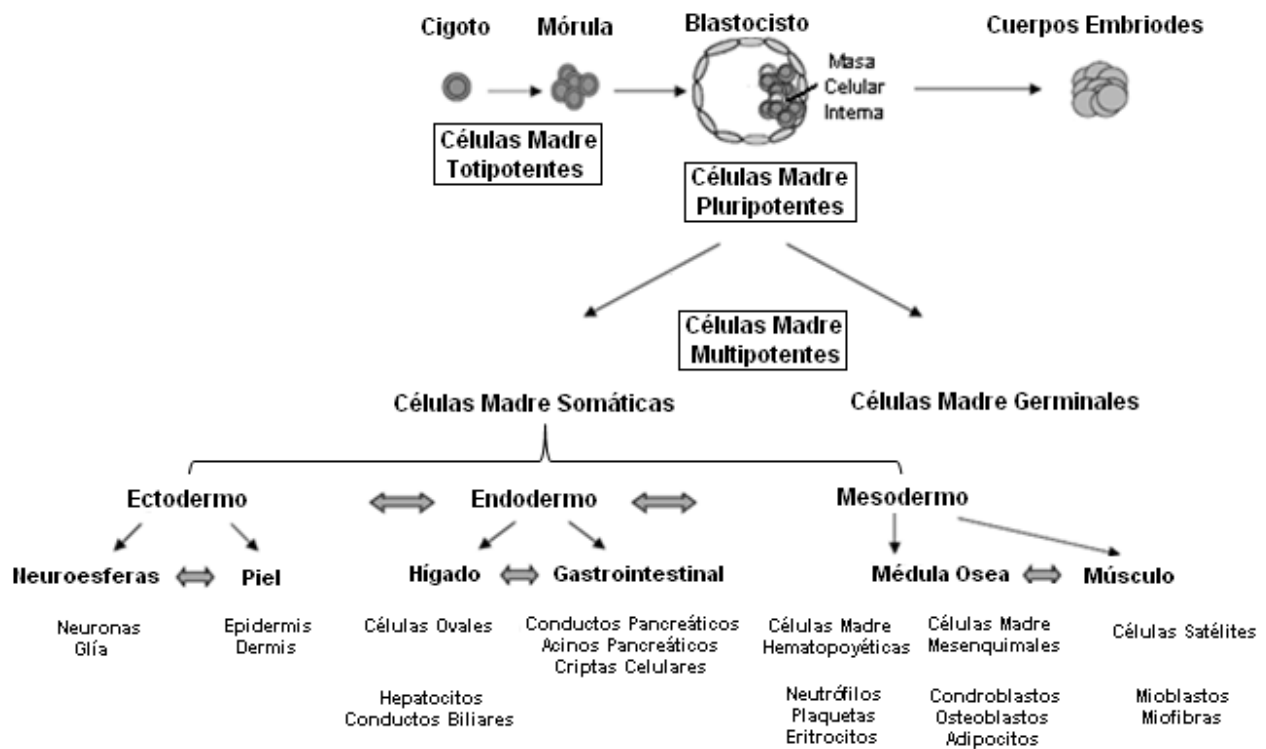 Cigoto
Mórula
Blastocisto
Cuerpos Embriodes
Masa
Celular
Interna
Células Madre
Totipotentes
Células Madre
Pluripotentes
Células Madre
Multipotentes
Células Madre Somáticas
Células Madre Germinales
Ectodermo
Endodermo
Mesodermo
Neuroesferas
Piel
Hígado
Gastrointestinal
Médula Osea
Músculo
Neuronas
Glía
Epidermis
Dermis
Células Ovales
Hepatocitos
Conductos Biliares
Conductos Pancreáticos
Acinos Pancreáticos
Criptas Celulares
Células Madre
Hematopoyéticas
Neutrófilos
Plaquetas
Eritrocitos
Células Madre
Mesenquimales
Condroblastos
Osteoblastos
Adipocitos
Células Satélites
Mioblastos
Miofibras